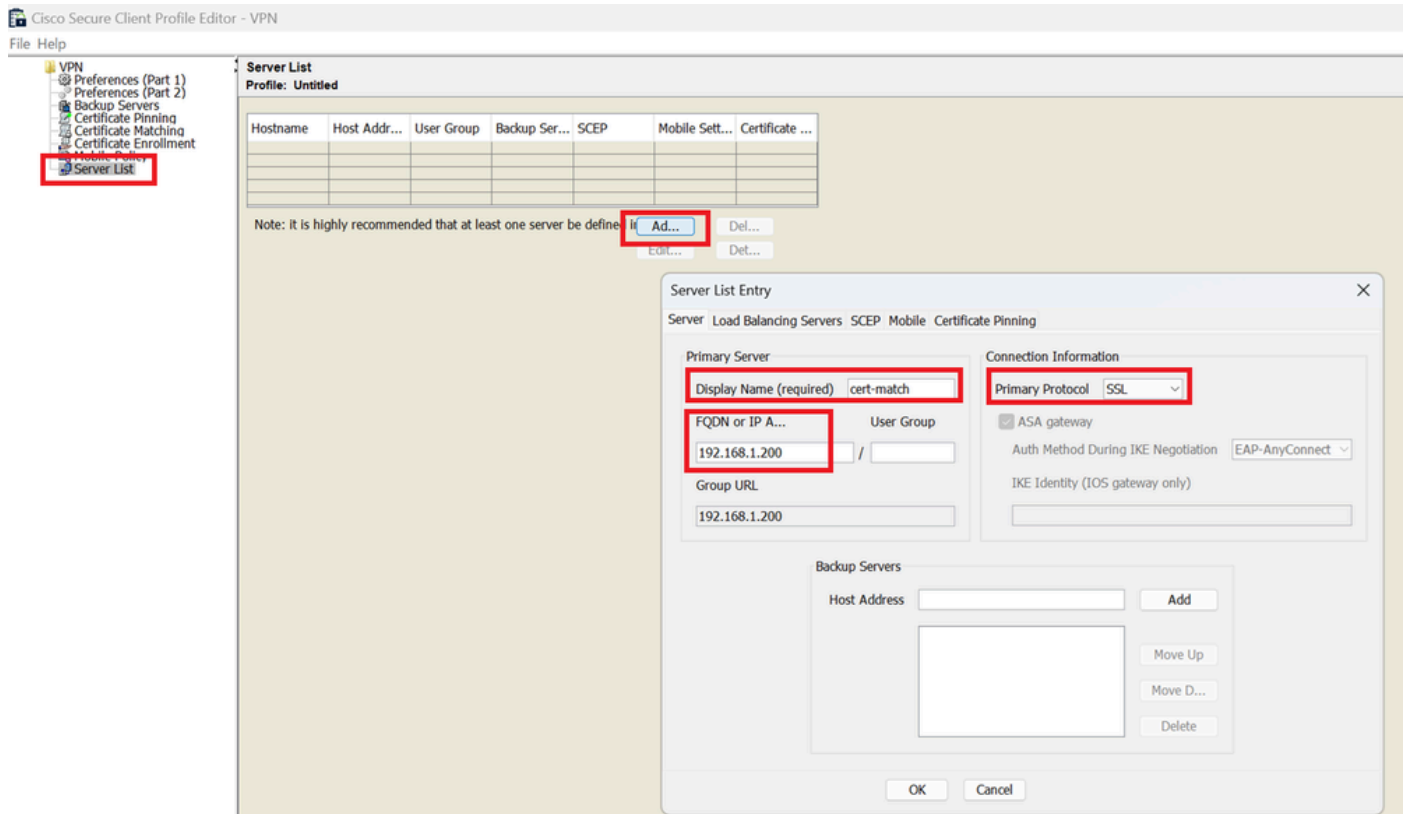 Cisco Secure Client Profile Editor - VPN
File Help
VPN
Preferences (Part 1)
Preferences (Part 2)
Backup Servers
Certificate Pinning
Certificate Matching
Certificate Enrollment
Mobile Policy
Server List
Server List
Profile: Untitled
Hostname Host Addr... User Group Backup Ser... SCEP Mobile Sett... Certificate ...
Note: it is highly recommended that at least one server be defined Ad... Del...
Edit... Det...
Server List Entry
Server Load Balancing Servers SCEP Mobile Certificate Pinning
Primary Server Connection Information
Display Name (required) cert-match Primary Protocol SSL
FQDN or IP A... User Group ASA gateway
192.168.1.200 / Auth Method During IKE Negotiation EAP-AnyConnect
Group URL IKE Identity (IOS gateway only)
192.168.1.200
Backup Servers
Host Address Add
Move Up
Move D...
Delete
OK Cancel